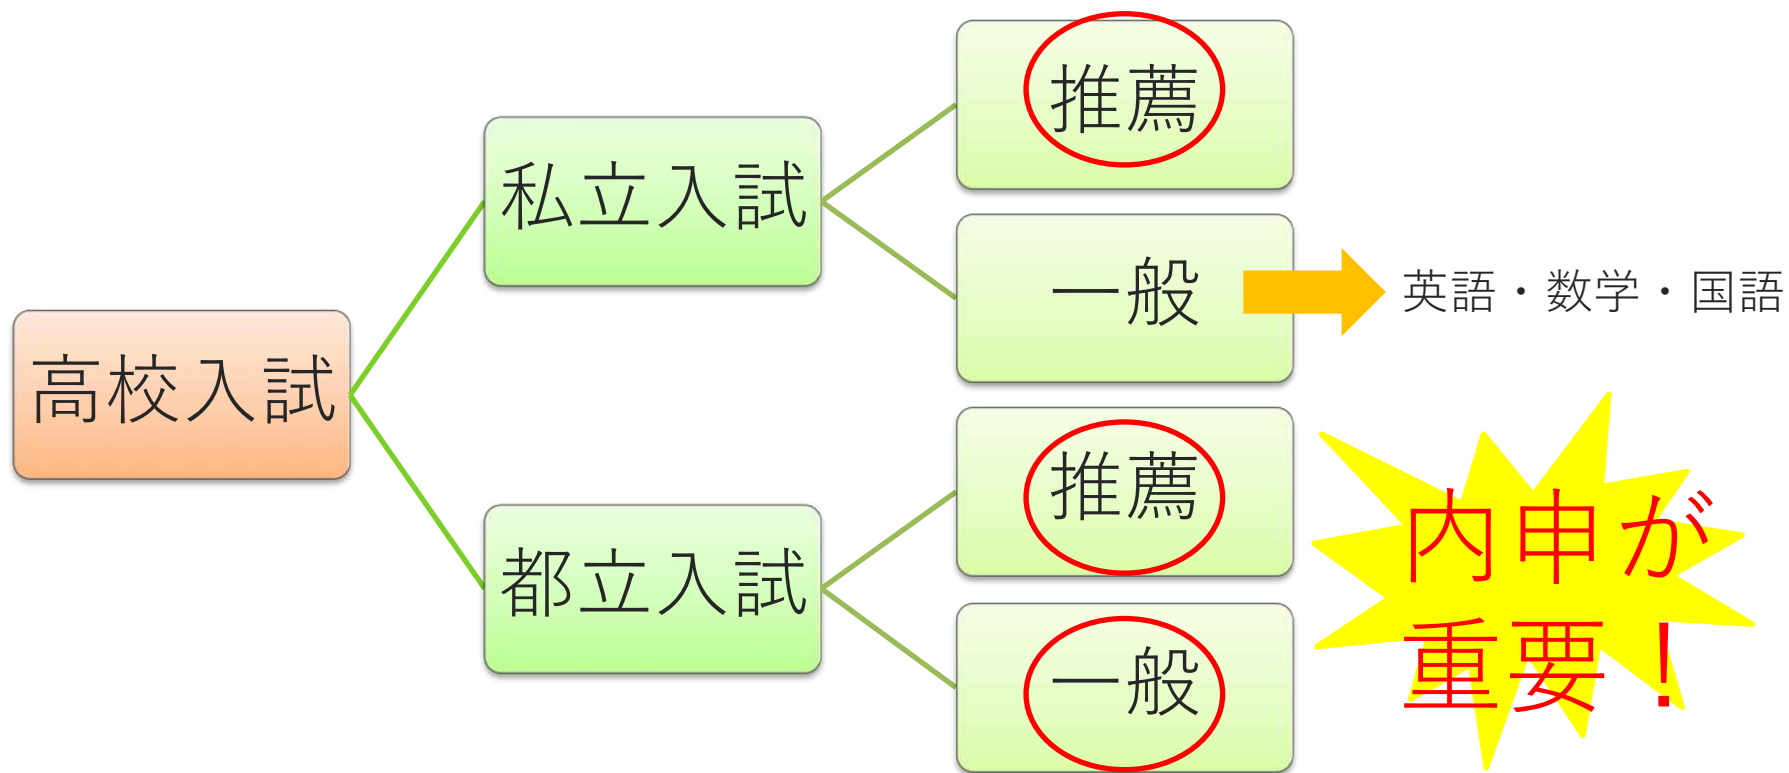 高校入試
私立入試
推薦
一般
英語・数学・国語
都立入試
推薦
一般
内申が
重要！